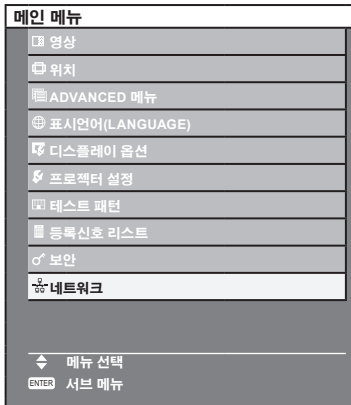 메인 메뉴
영상
위치
ADVANCED 메뉴
표시언어(LANGUAGE)
디스플레이 옵션
프로젝터 설정
테스트 패턴
등록신호 리스트
보안
네트워크
메뉴 선택
ENTER 서브 메뉴